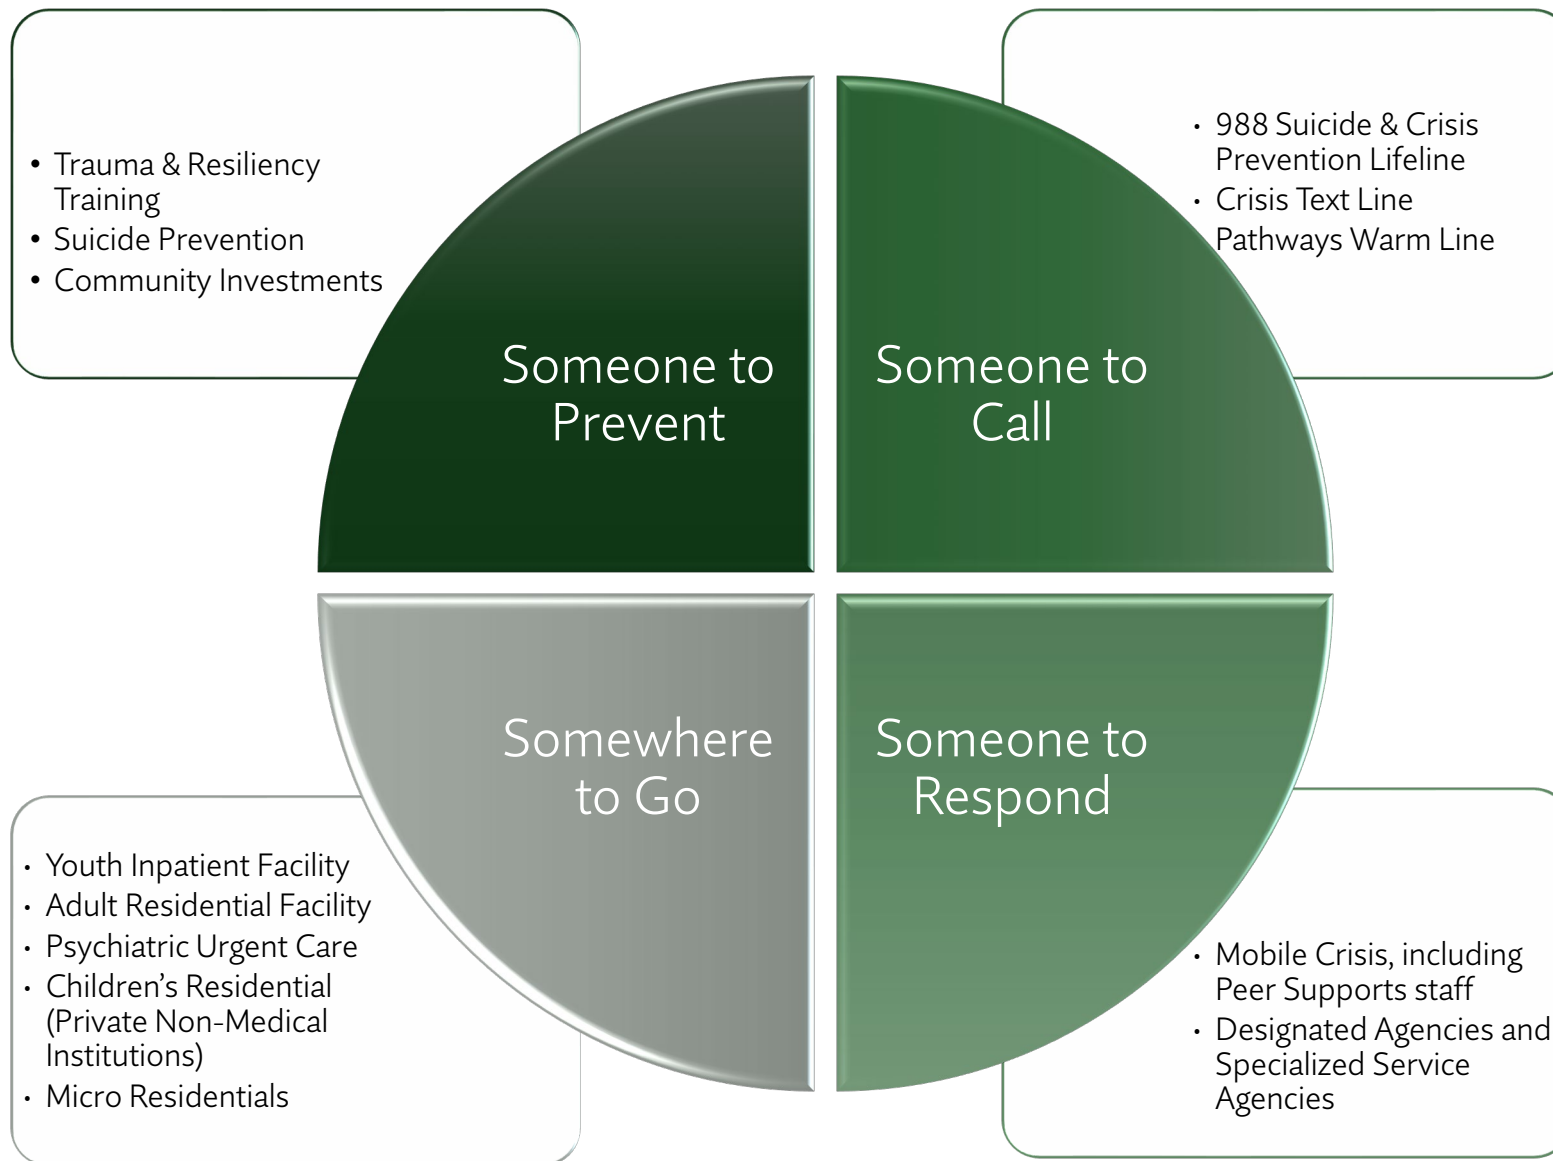 • Trauma & Resiliency
Training
• Suicide Prevention
• Community Investments
Someone to
Prevent
Someone to
Call
• 988 Suicide & Crisis
Prevention Lifeline
• Crisis Text Line
Pathways Warm Line
Somewhere
to Go
Someone to
Respond
• Youth Inpatient Facility
• Adult Residential Facility
• Psychiatric Urgent Care
• Children’s Residential
(Private Non-Medical
Institutions)
• Micro Residentials
• Mobile Crisis, including
Peer Supports staff
• Designated Agencies and
Specialized Service
Agencies